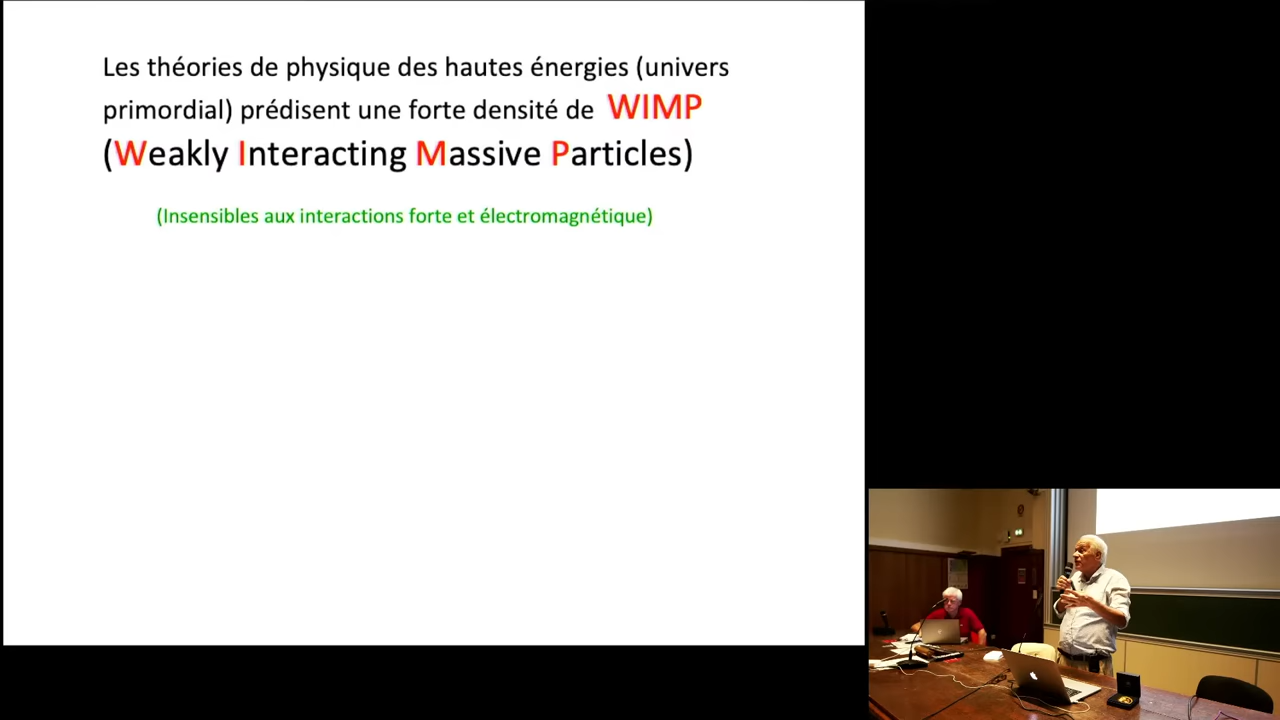 Les théories de physique des hautes énergies (univers
primordial) prédisent une forte densité de WIMP
(Weakly Interacting Massive Particles)
(Insensibles aux interactions forte et électromagnétique)